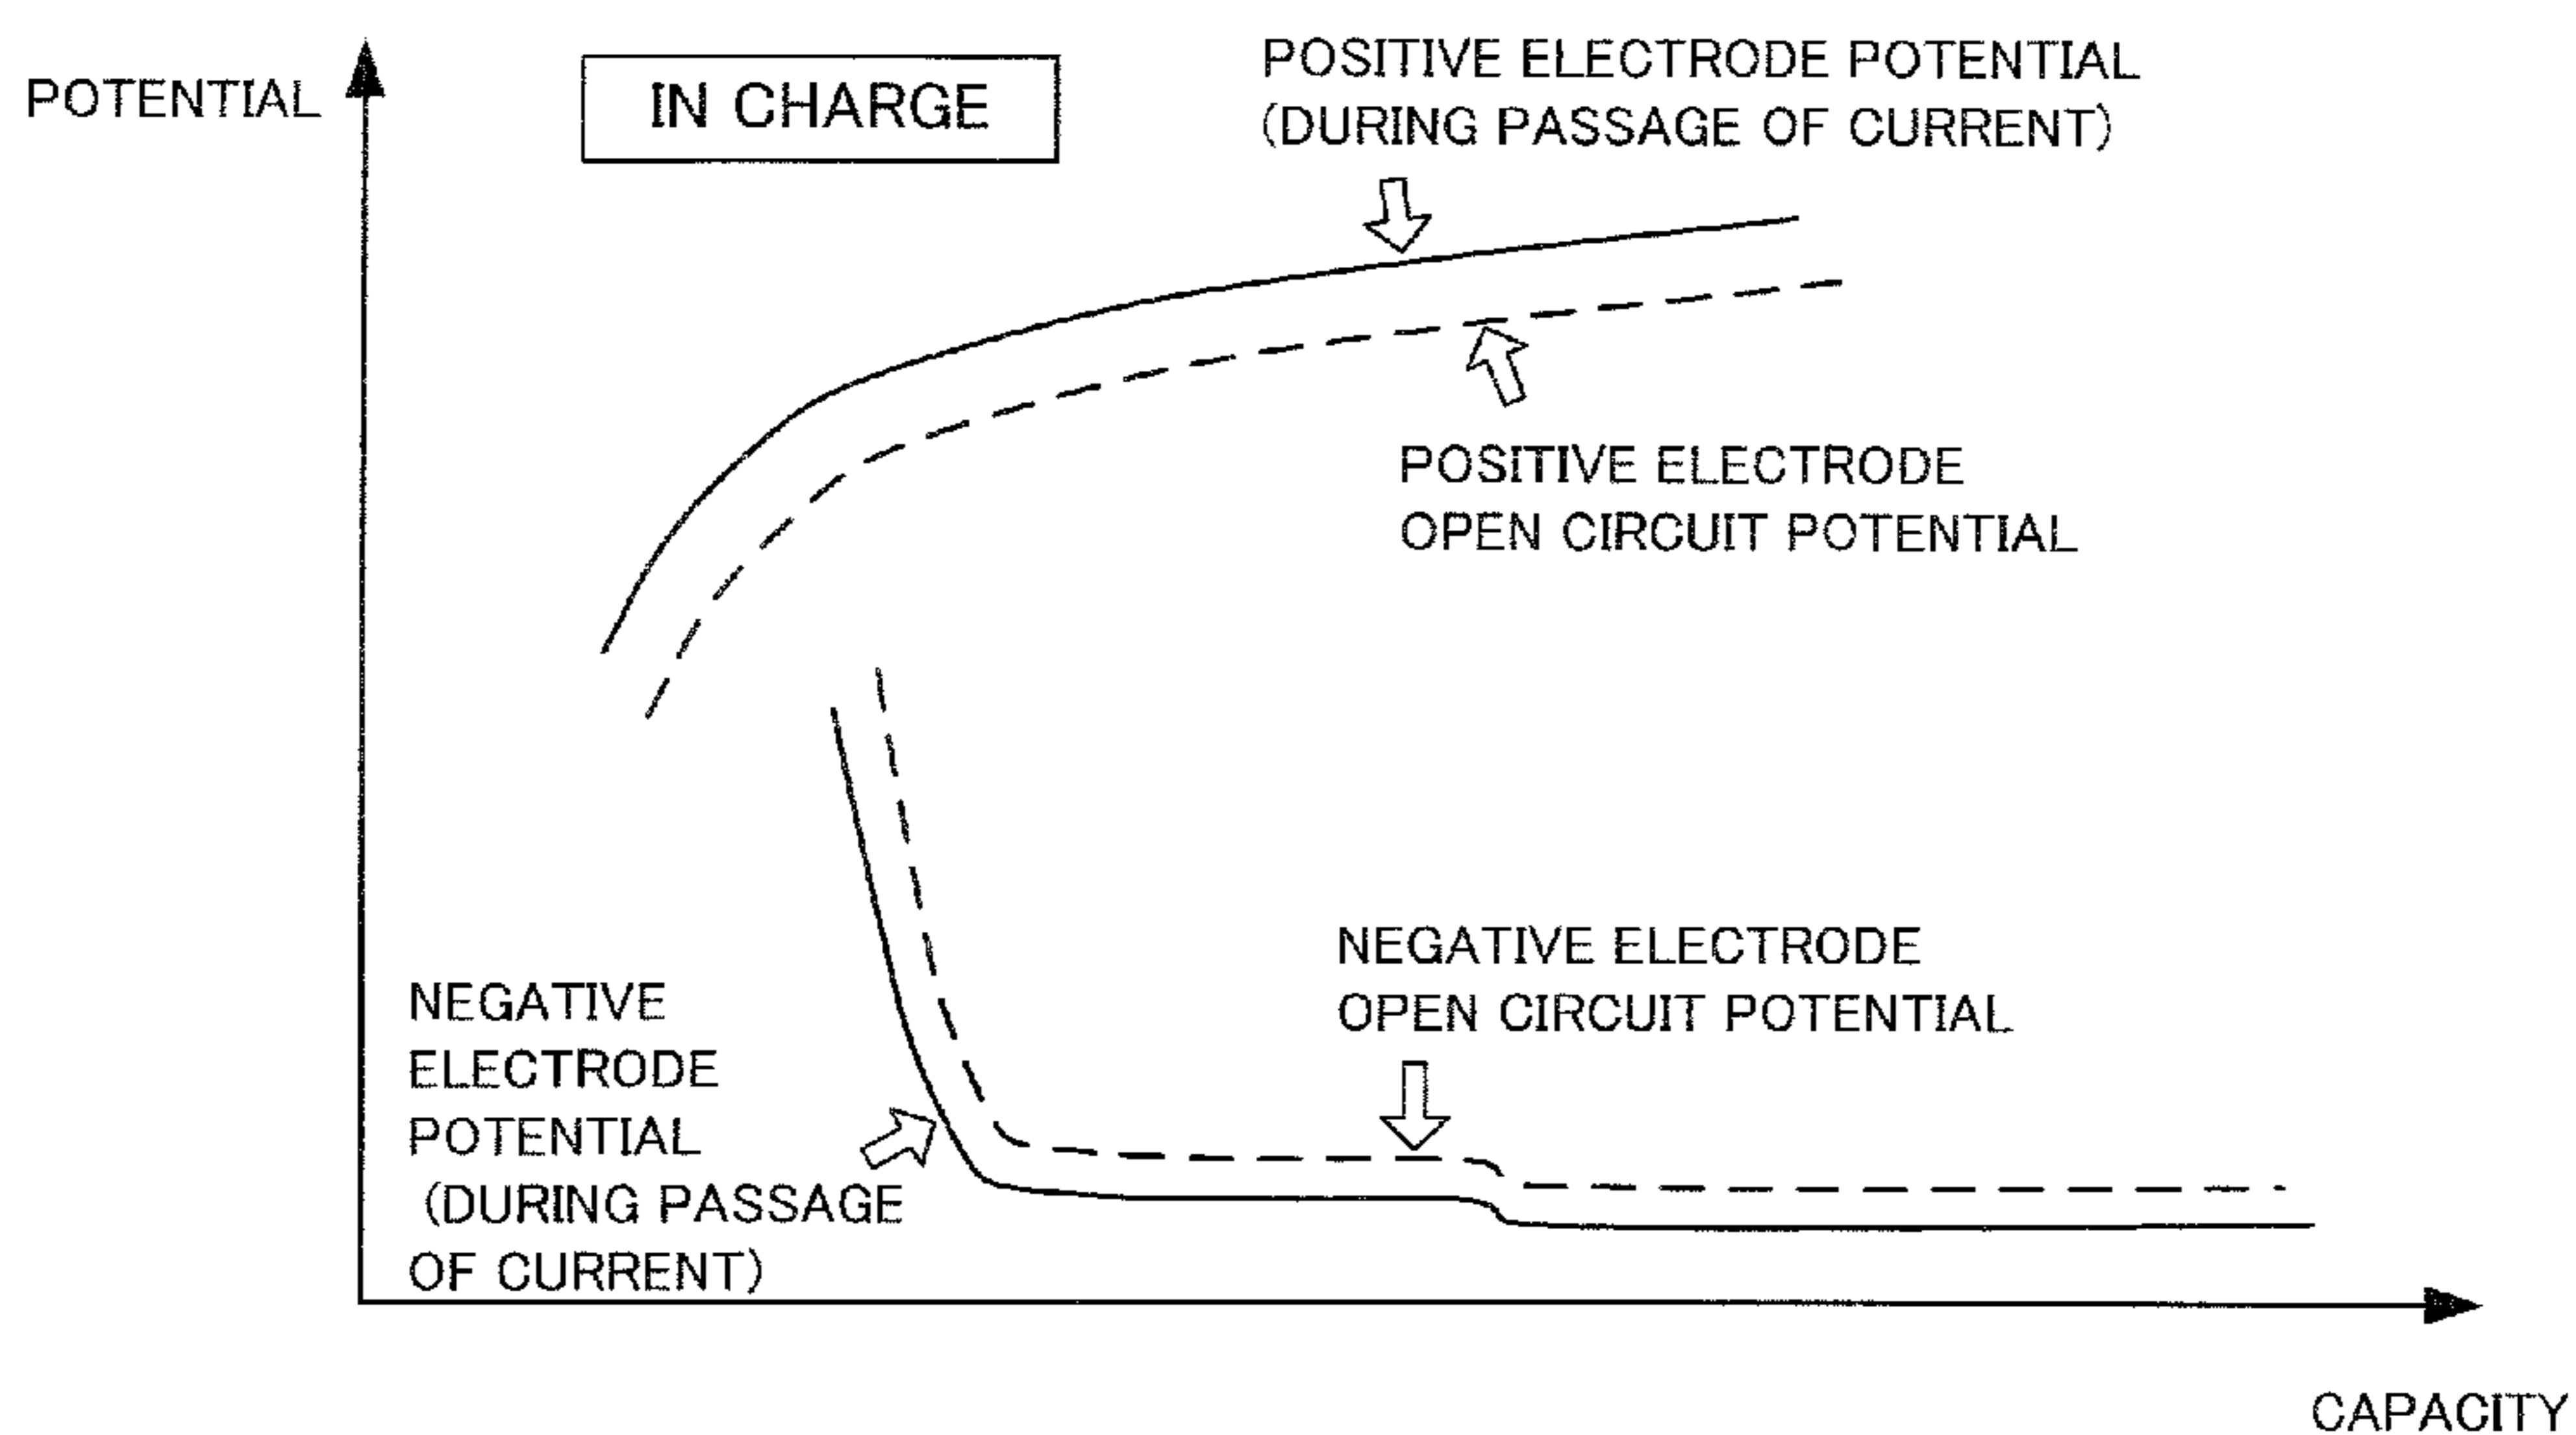 POTENTIAL
IN CHARGE
POSITIVE ELECTRODE POTENTIAL
(DURING PASSAGE OF CURRENT)
POSITIVE ELECTRODE
OPEN CIRCUIT POTENTIAL
NEGATIVE ELECTRODE
OPEN CIRCUIT POTENTIAL
NEGATIVE
ELECTRODE
POTENTIAL
(DURING PASSAGE
OF CURRENT)
CAPACITY